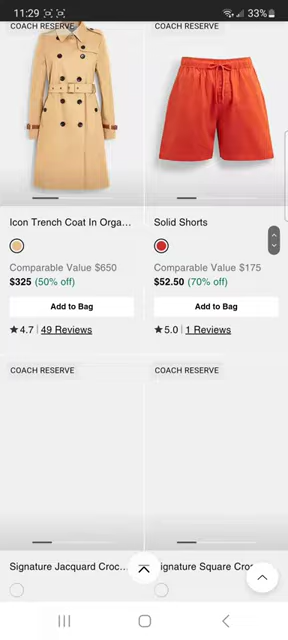 11:29
33%
COACH RESERVE
COACH RESERVE
Icon Trench Coat In Orga...
Solid Shorts
Comparable Value $650
Comparable Value $175
$325 (50% off)
$52.50 (70% off)
Add to Bag
Add to Bag
4.7 | 49 Reviews
5.0 | 1 Reviews
COACH RESERVE
COACH RESERVE
Signature Jacquard Croc...
Signature Square Croc